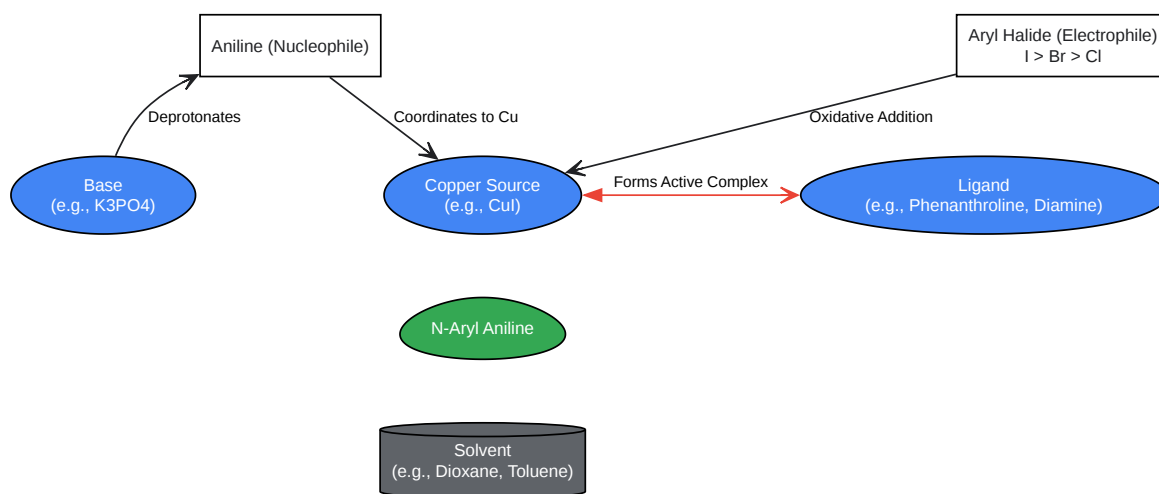 Aniline (Nucleophile)
Aryl Halide (Electrophile)
I > Br > Cl
Deprotonates
Coordinates to Cu
Oxidative Addition
Base
(e.g., K3PO4)
Copper Source
(e.g., CuI)
Forms Active Complex
Ligand
(e.g., Phenanthroline, Diamine)
N-Aryl Aniline
Solvent
(e.g., Dioxane, Toluene)